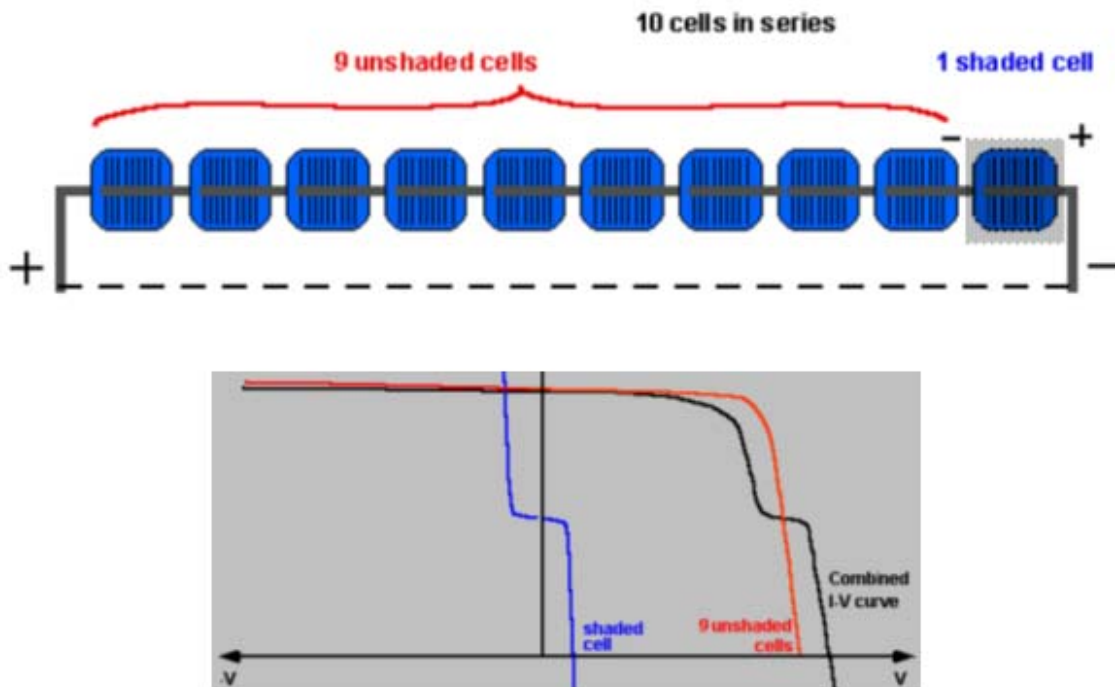 10 cells in series
9 unshaded cells
1 shaded cell
- +
+ -
Combined
I-V curve
shaded
cell
9 unshaded
cells
-V
V